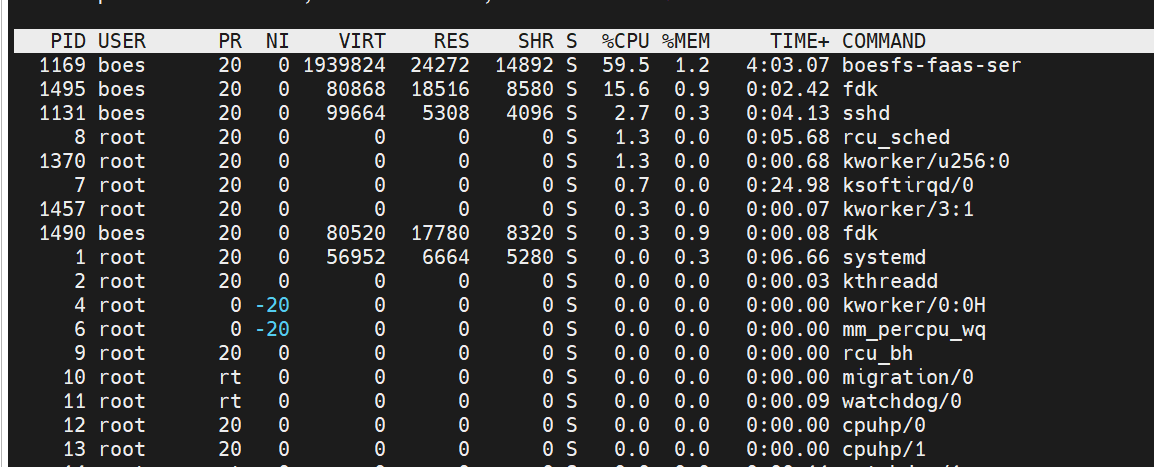 PID USER PR NI VIRT RES SHR S %CPU %MEM TIME+ COMMAND
1169 boes 20 0 1939824 24272 14892 S 59.5 1.2 4:03.07 boesfs-faas-ser
1495 boes 20 0 80868 18516 8580 S 15.6 0.9 0:02.42 fdk
1131 boes 20 0 99664 5308 4096 S 2.7 0.3 0:04.13 sshd
8 root 20 0 0 0 0 S 1.3 0.0 0:05.68 rcu_sched
1370 root 20 0 0 0 0 S 1.3 0.0 0:00.68 kworker/u256:0
7 root 20 0 0 0 0 S 0.7 0.0 0:24.98 ksoftirqd/0
1457 root 20 0 0 0 0 S 0.3 0.0 0:00.07 kworker/3:1
1490 boes 20 0 80520 17780 8320 S 0.3 0.9 0:00.08 fdk
1 root 20 0 56952 6664 5280 S 0.0 0.3 0:06.66 systemd
2 root 20 0 0 0 0 S 0.0 0.0 0:00.03 kthreadd
4 root 0 -20 0 0 0 S 0.0 0.0 0:00.00 kworker/0:0H
6 root 0 -20 0 0 0 S 0.0 0.0 0:00.00 mm_percpu_wq
9 root 20 0 0 0 0 S 0.0 0.0 0:00.00 rcu_bh
10 root rt 0 0 0 0 S 0.0 0.0 0:00.00 migration/0
11 root rt 0 0 0 0 S 0.0 0.0 0:00.09 watchdog/0
12 root 20 0 0 0 0 S 0.0 0.0 0:00.00 cpuhp/0
13 root 20 0 0 0 0 S 0.0 0.0 0:00.00 cpuhp/1